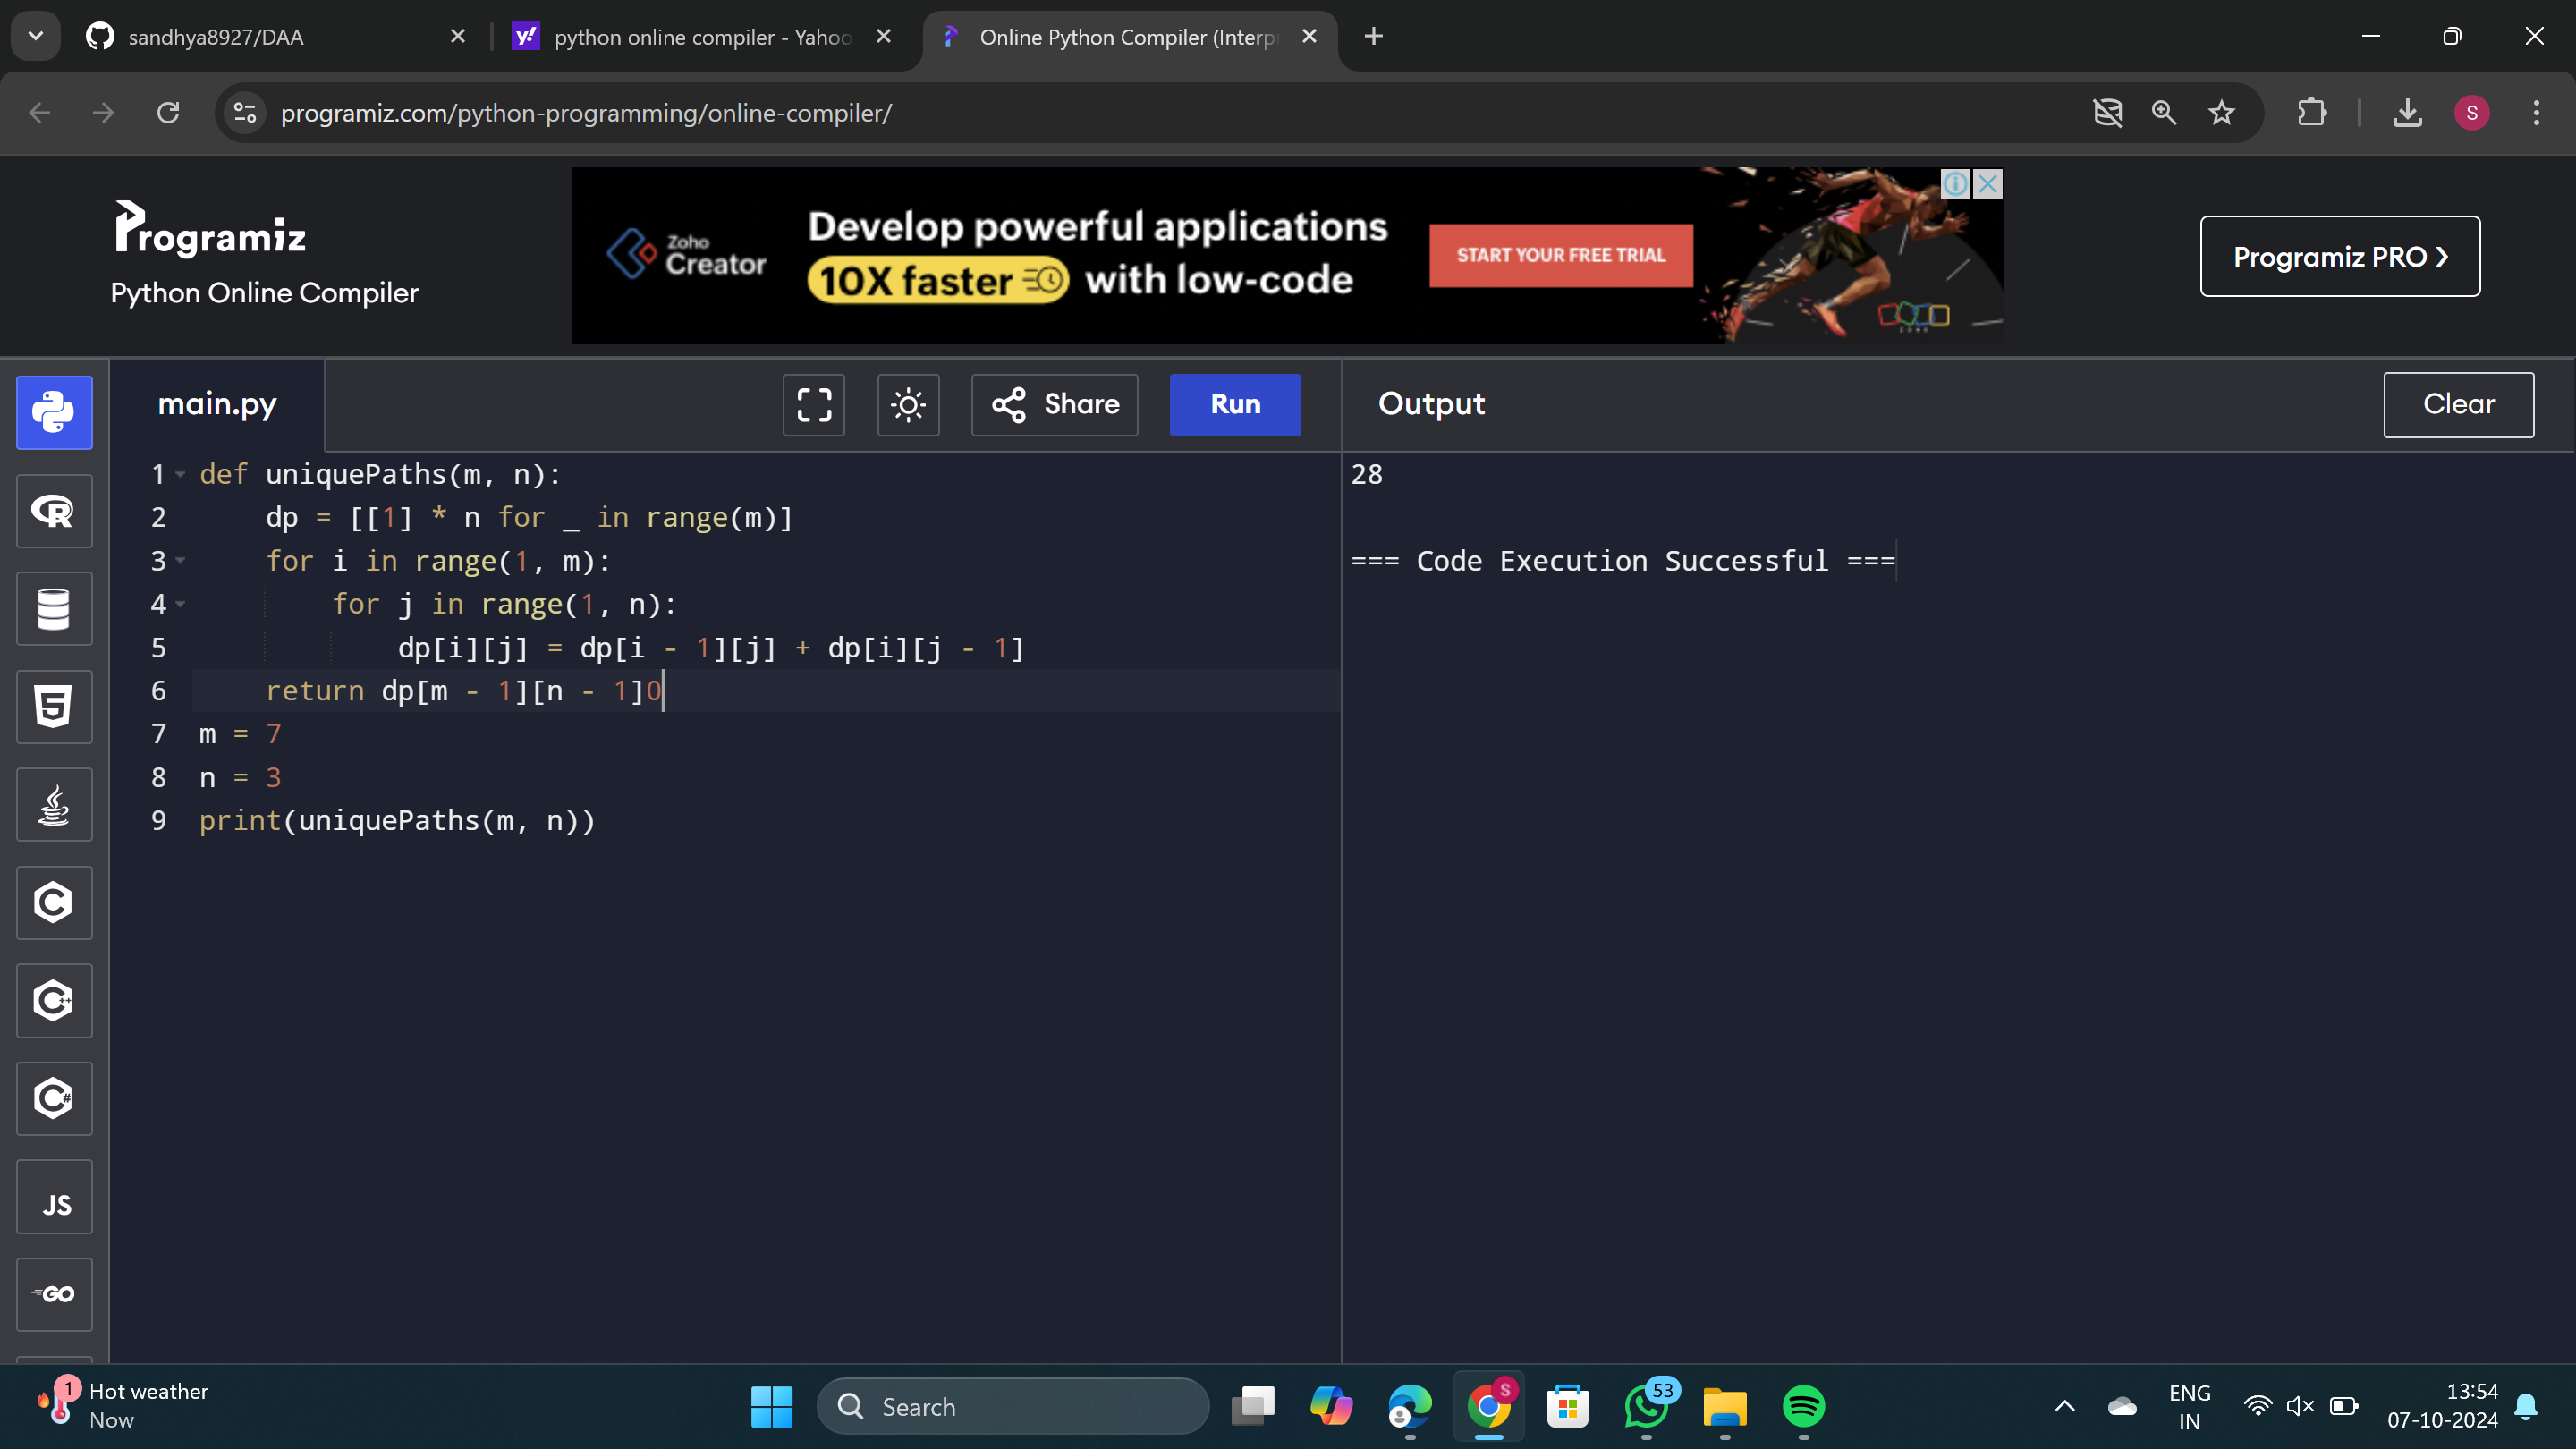 sandhya8927/DAA
python online compiler - Yahoo
Online Python Compiler (Interp
programiz.com/python-programming/online-compiler/
S
Programiz
Python Online Compiler
Zoho
Creator
Develop powerful applications
10X faster with low-code
START YOUR FREE TRIAL
Programiz PRO ❯
main.py
Share
Run
Output
Clear
1 def uniquePaths(m, n):
2     dp = [[1] * n for _ in range(m)]
3     for i in range(1, m):
4         for j in range(1, n):
5             dp[i][j] = dp[i - 1][j] + dp[i][j - 1]
6     return dp[m - 1][n - 1]0
7 m = 7
8 n = 3
9 print(uniquePaths(m, n))
28
=== Code Execution Successful ===
R
5
C
C++
C#
JS
GO
1
Hot weather
Now
Search
S
53
ENG
IN
13:54
07-10-2024